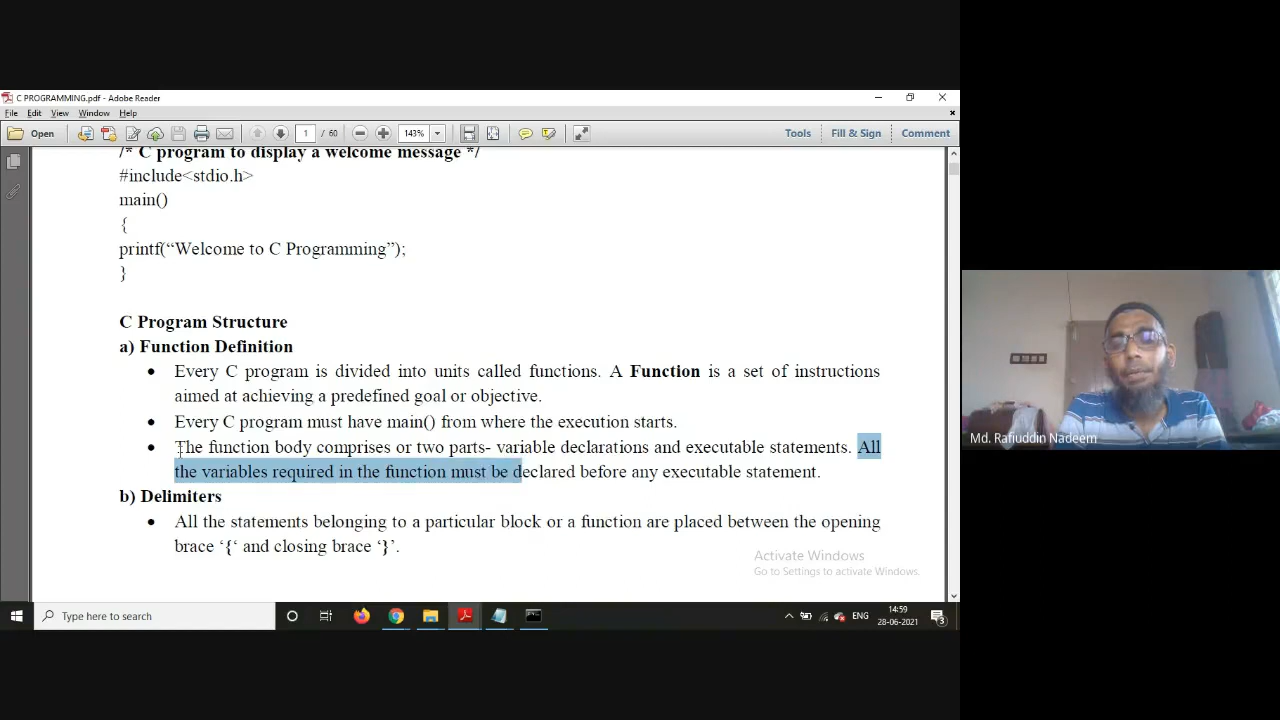 C PROGRAMMING.pdf - Adobe Reader
File Edit View Window Help
Open 1 / 60 143% Tools Fill & Sign Comment
/* C program to display a welcome message */
#include<stdio.h>
main()
{
printf(“Welcome to C Programming”);
}
C Program Structure
a) Function Definition
• Every C program is divided into units called functions. A Function is a set of instructions
aimed at achieving a predefined goal or objective.
• Every C program must have main() from where the execution starts.
• The function body comprises or two parts- variable declarations and executable statements. All
the variables required in the function must be declared before any executable statement.
b) Delimiters
• All the statements belonging to a particular block or a function are placed between the opening
brace ‘{‘ and closing brace ‘}’.
Activate Windows
Go to Settings to activate Windows.
Md. Rafiuddin Nadeem
Type here to search
ENG
14:59
28-06-2021
3